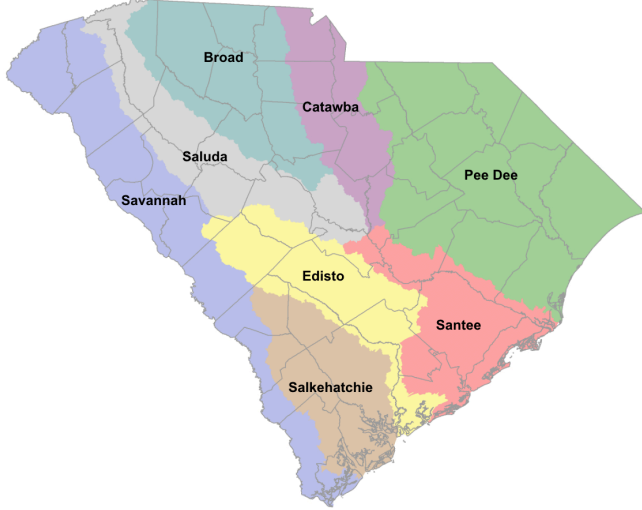 Broad
Catawba
Saluda
Pee Dee
Savannah
Edisto
Santee
Salkehatchie